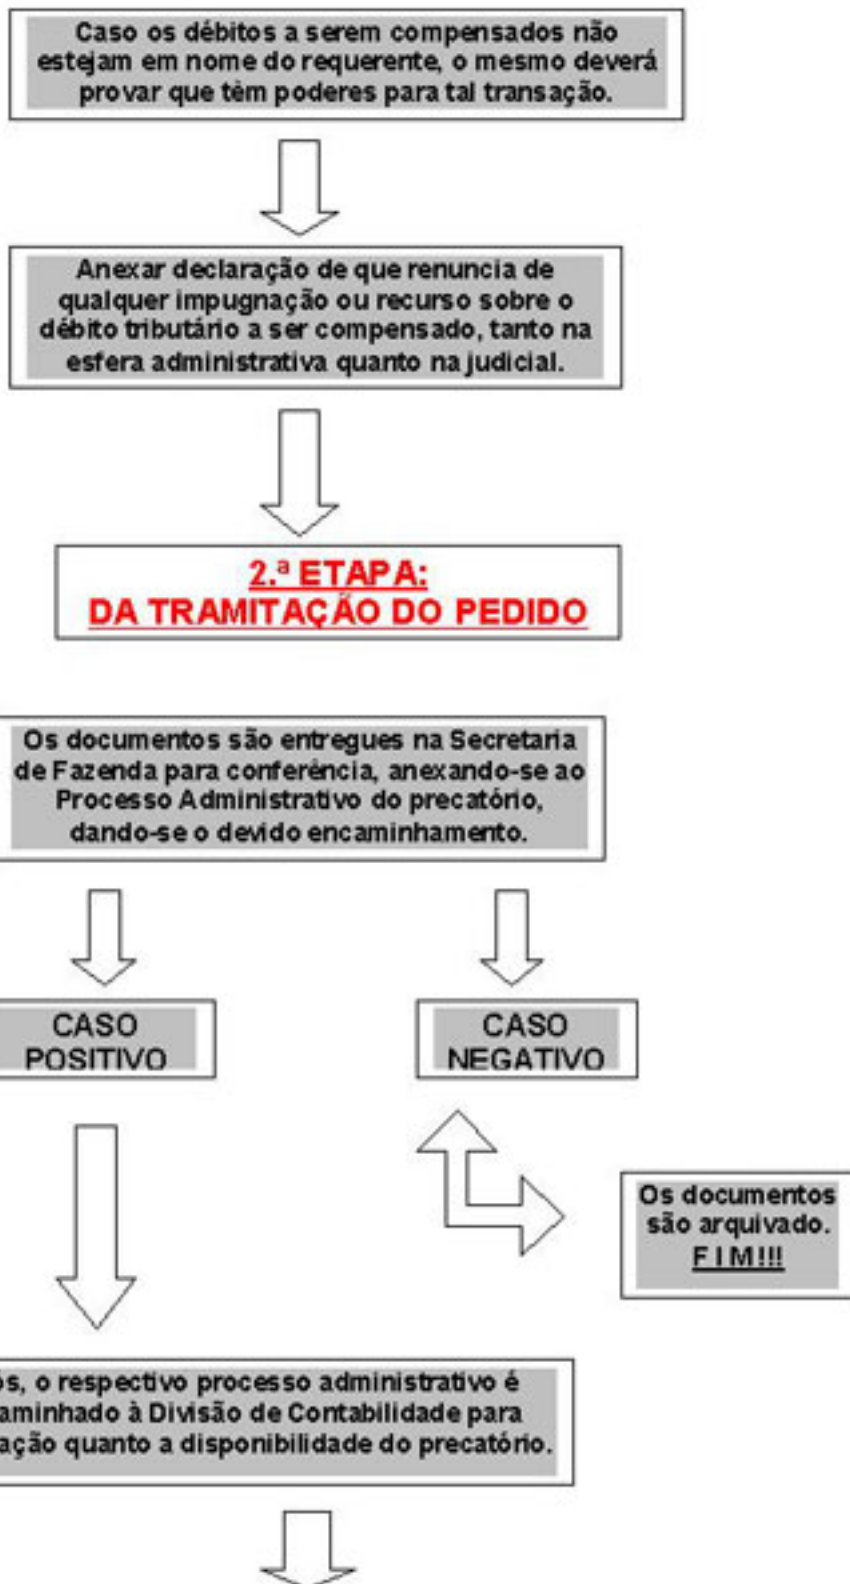 Caso os débitos a serem compensados não
estejam em nome do requerente, o mesmo deverá
provar que têm poderes para tal transação.
Anexar declaração de que renuncia de
qualquer impugnação ou recurso sobre o
débito tributário a ser compensado, tanto na
esfera administrativa quanto na judicial.
2.ª ETAPA:
DA TRAMITAÇÃO DO PEDIDO
Os documentos são entregues na Secretaria
de Fazenda para conferência, anexando-se ao
Processo Administrativo do precatório,
dando-se o devido encaminhamento.
CASO
POSITIVO
CASO
NEGATIVO
Os documentos
são arquivado.
F I M!!!
o respectivo processo administrativo é
à Divisão de Contabilidade para
quanto a disponibilidade do precatório.